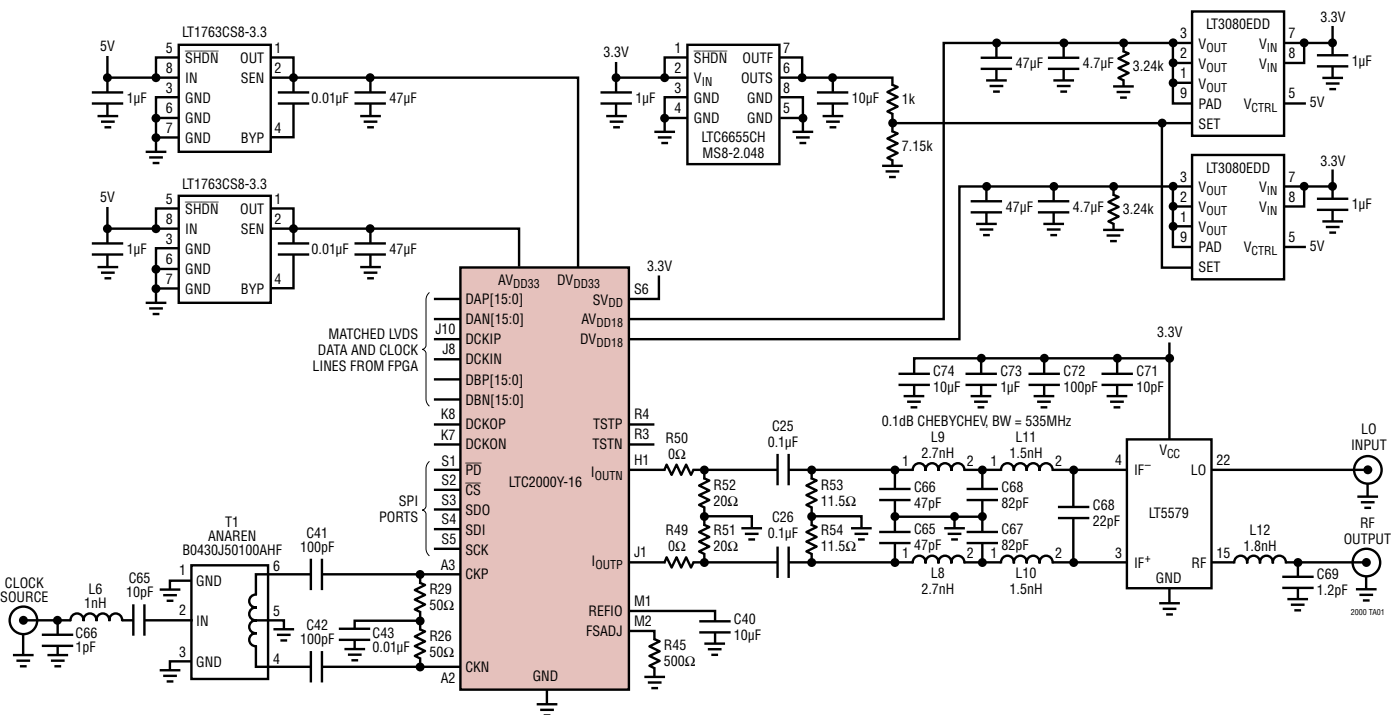 LT1763CS8-3.3
5V
1µF
5 SHDN OUT 1
8 IN SEN 2
3 GND
6 GND
7 GND BYP 4
0.01µF
47µF
LT1763CS8-3.3
5V
1µF
5 SHDN OUT 1
8 IN SEN 2
3 GND
6 GND
7 GND BYP 4
0.01µF
47µF
3.3V
1µF
1 SHDN OUTF 7
2 VIN OUTS 6
3 GND GND 8
4 GND GND 5
LTC6655CH
MS8-2.048
10µF
1k
7.15k
47µF
4.7µF
3.24k
LT3080EDD
3 VOUT VIN 7
2 VOUT VIN 8
1 VOUT
9 PAD VCTRL 5
SET
3.3V
1µF
5V
47µF
4.7µF
3.24k
LT3080EDD
3 VOUT VIN 7
2 VOUT VIN 8
1 VOUT
9 PAD VCTRL 5
SET
3.3V
1µF
5V
MATCHED LVDS
DATA AND CLOCK
LINES FROM FPGA
AVDD33 DVDD33
DAP[15:0]
DAN[15:0]
J10 DCKIP
J8 DCKIN
DBP[15:0]
DBN[15:0]
K8 DCKOP
K7 DCKON
SPI
PORTS
S1 PD
S2 CS
S3 SDO
S4 SDI
S5 SCK
A3 CKP
A2 CKN
LTC2000Y-16
GND
SVDD S6
3.3V
AVDD18
DVDD18
TSTP R4
TSTN R3
IOUTN H1
IOUTP J1
REFIO M1
FSADJ M2
C40
10µF
R45
500Ω
CLOCK
SOURCE
C66
1pF
L6
1nH
C65
10pF
T1
ANAREN
B0430J50100AHF
1 GND
2 IN
3 GND
6
5
4
C41
100pF
C42
100pF
C43
0.01µF
R29
50Ω
R26
50Ω
R50
0Ω
R52
20Ω
R49
0Ω
R51
20Ω
C25
0.1µF
C26
0.1µF
R53
11.5Ω
R54
11.5Ω
0.1dB CHEBYCHEV, BW = 535MHz
1 L9 2
2.7nH
1 L11 2
1.5nH
C66
47pF
C68
82pF
C65
47pF
C67
82pF
1 L8 2
2.7nH
1 L10 2
1.5nH
C68
22pF
3.3V
C74
10µF
C73
1µF
C72
100pF
C71
10pF
VCC
4 IF−
3 IF+
LT5579
LO 22
RF 15
GND
LO
INPUT
L12
1.8nH
C69
1.2pF
RF
OUTPUT
2000 TA01